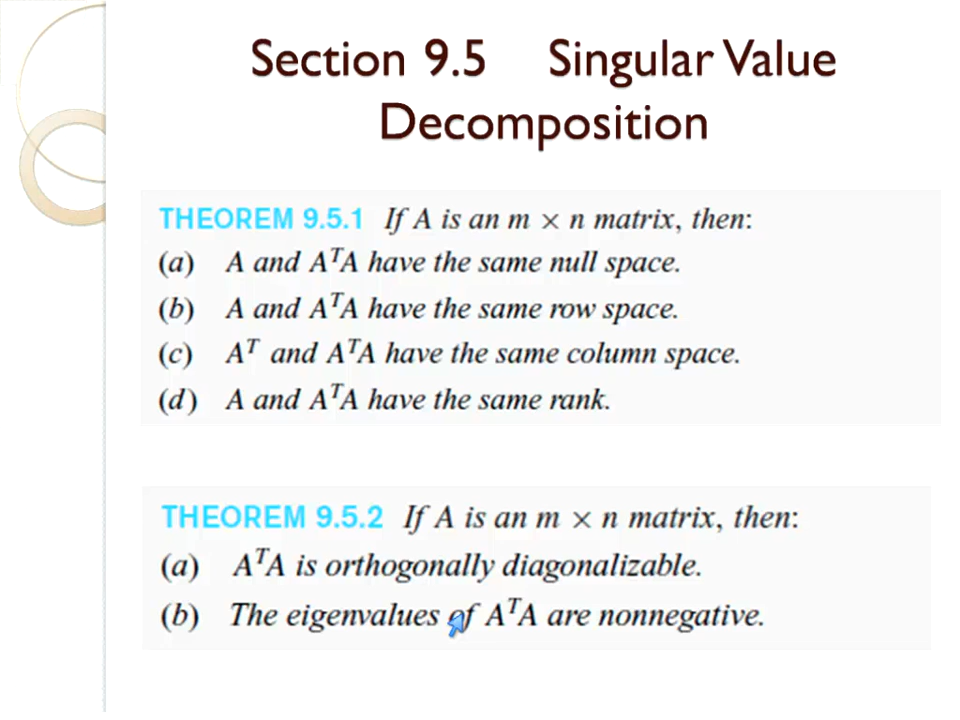 Section 9.5 Singular Value
Decomposition
THEOREM 9.5.1 If A is an m × n matrix, then:
(a) A and AᵀA have the same null space.
(b) A and AᵀA have the same row space.
(c) Aᵀ and AᵀA have the same column space.
(d) A and AᵀA have the same rank.
THEOREM 9.5.2 If A is an m × n matrix, then:
(a) AᵀA is orthogonally diagonalizable.
(b) The eigenvalues of AᵀA are nonnegative.